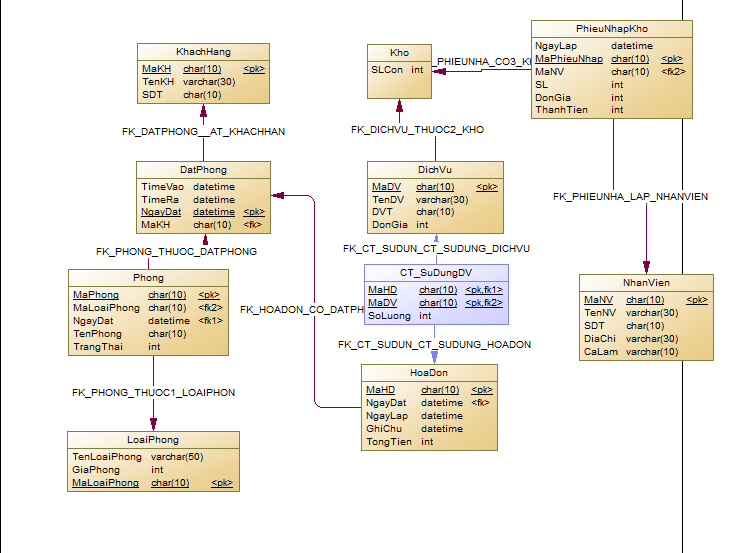 PhieuNhapKho
NgayLap datetime
MaPhieuNhap char(10) <pk>
MaNV char(10) <fk2>
SL int
DonGia int
ThanhTien int
KhachHang
MaKH char(10) <pk>
TenKH varchar(30)
SDT char(10)
Kho
SLCon int
_PHIEUNHA_CO3_K
FK_DATPHONG__AT_KHACHHAN
FK_DICHVU_THUOC2_KHO
DatPhong
TimeVao datetime
TimeRa datetime
NgayDat datetime <pk>
MaKH char(10) <fk>
DichVu
MaDV char(10) <pk>
TenDV varchar(30)
DVT char(10)
DonGia int
FK_PHIEUNHA_LAP_NHANVIEN
FK_PHONG_THUOC_DATPHONG
FK_CT_SUDUN_CT_SUDUNG_DICHVU
Phong
MaPhong char(10) <pk>
MaLoaiPhong char(10) <fk2>
NgayDat datetime <fk1>
TenPhong char(10)
TrangThai int
CT_SuDungDV
MaHD char(10) <pk,fk1>
MaDV char(10) <pk,fk2>
SoLuong int
NhanVien
MaNV char(10) <pk>
TenNV varchar(30)
SDT char(10)
DiaChi varchar(30)
CaLam varchar(10)
FK_HOADON_CO_DATPH
FK_CT_SUDUN_CT_SUDUNG_HOADON
HoaDon
MaHD char(10) <pk>
NgayDat datetime <fk>
NgayLap datetime
GhiChu datetime
TongTien int
FK_PHONG_THUOC1_LOAIPHON
LoaiPhong
TenLoaiPhong varchar(50)
GiaPhong int
MaLoaiPhong char(10) <pk>